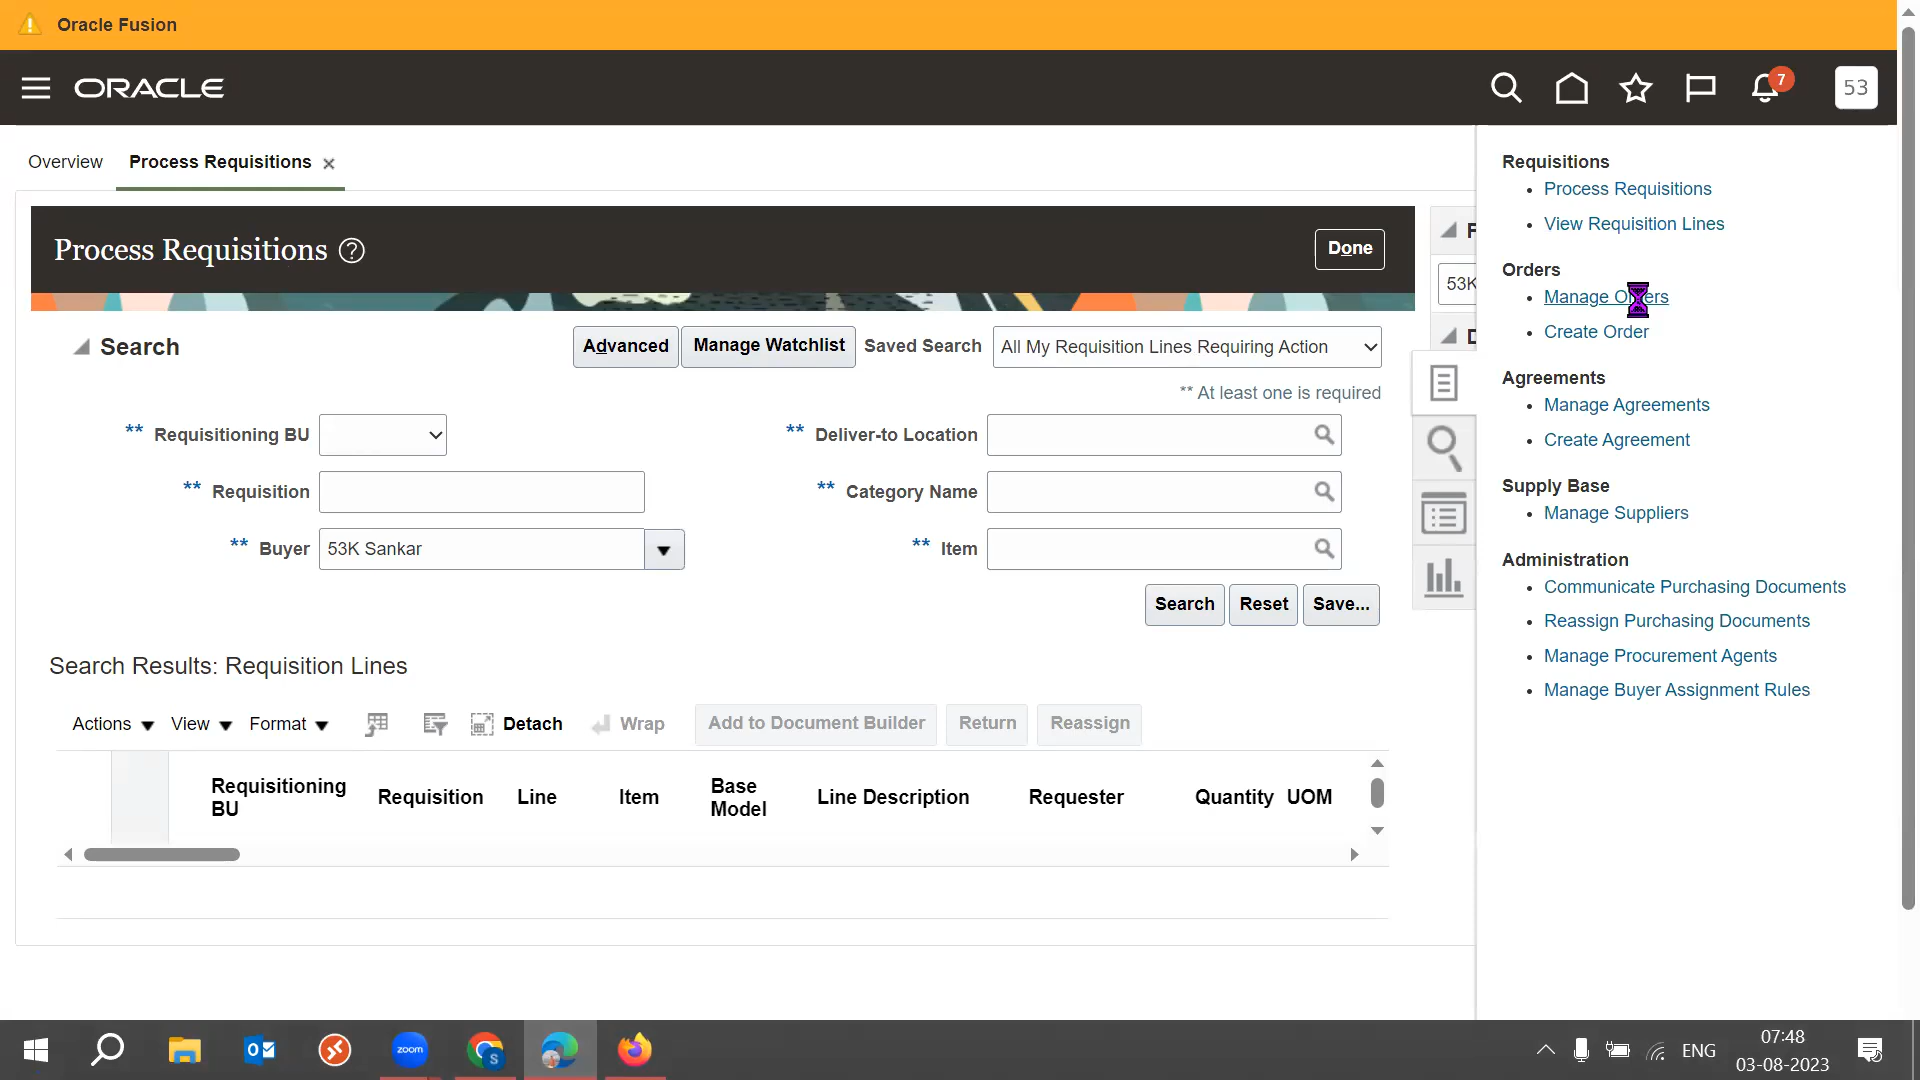 Oracle Fusion
ORACLE
7
53
Overview
Process Requisitions
Process Requisitions
Done
Search
Advanced
Manage Watchlist
Saved Search
All My Requisition Lines Requiring Action
** At least one is required
** Requisitioning BU
** Deliver-to Location
** Requisition
** Category Name
** Buyer
53K Sankar
** Item
Search
Reset
Save...
Search Results: Requisition Lines
Actions
View
Format
Detach
Wrap
Add to Document Builder
Return
Reassign
Requisitioning BU
Requisition
Line
Item
Base Model
Line Description
Requester
Quantity
UOM
53K
Requisitions
Process Requisitions
View Requisition Lines
Orders
Manage Orders
Create Order
Agreements
Manage Agreements
Create Agreement
Supply Base
Manage Suppliers
Administration
Communicate Purchasing Documents
Reassign Purchasing Documents
Manage Procurement Agents
Manage Buyer Assignment Rules
zoom
S
ENG
07:48
03-08-2023